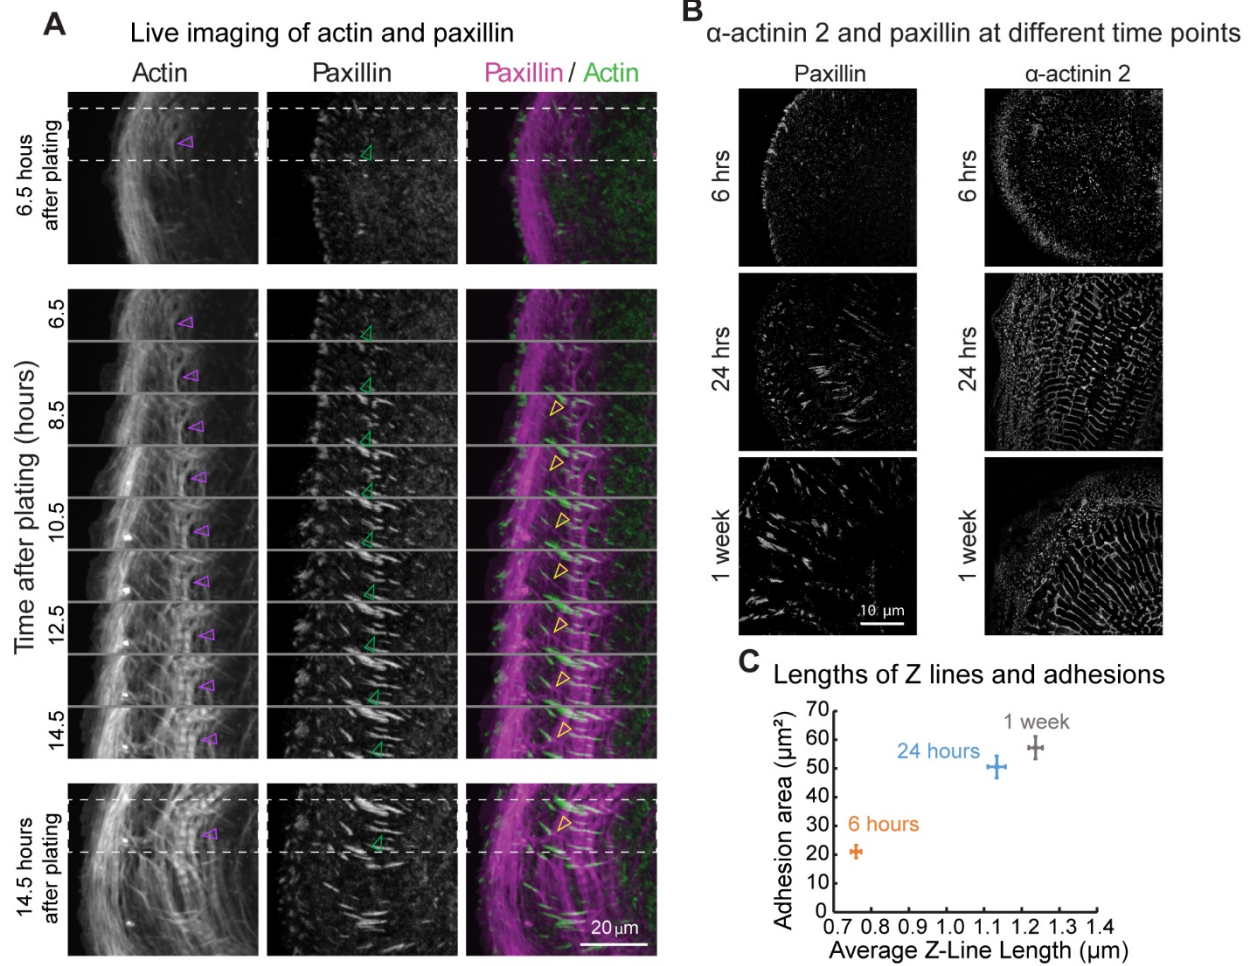 A
Live imaging of actin and paxillin
Actin
Paxillin
Paxillin / Actin
6.5 hous
after plating
Time after plating (hours)
6.5
8.5
10.5
12.5
14.5
14.5 hours
after plating
20 µm
B
α-actinin 2 and paxillin at different time points
Paxillin
α-actinin 2
6 hrs
6 hrs
24 hrs
24 hrs
1 week
1 week
10 µm
C
Lengths of Z lines and adhesions
Adhesion area (µm²)
70
60
50
40
30
20
10
0
1 week
24 hours
6 hours
0.7 0.8 0.9 1.0 1.1 1.2 1.3 1.4
Average Z-Line Length (µm)